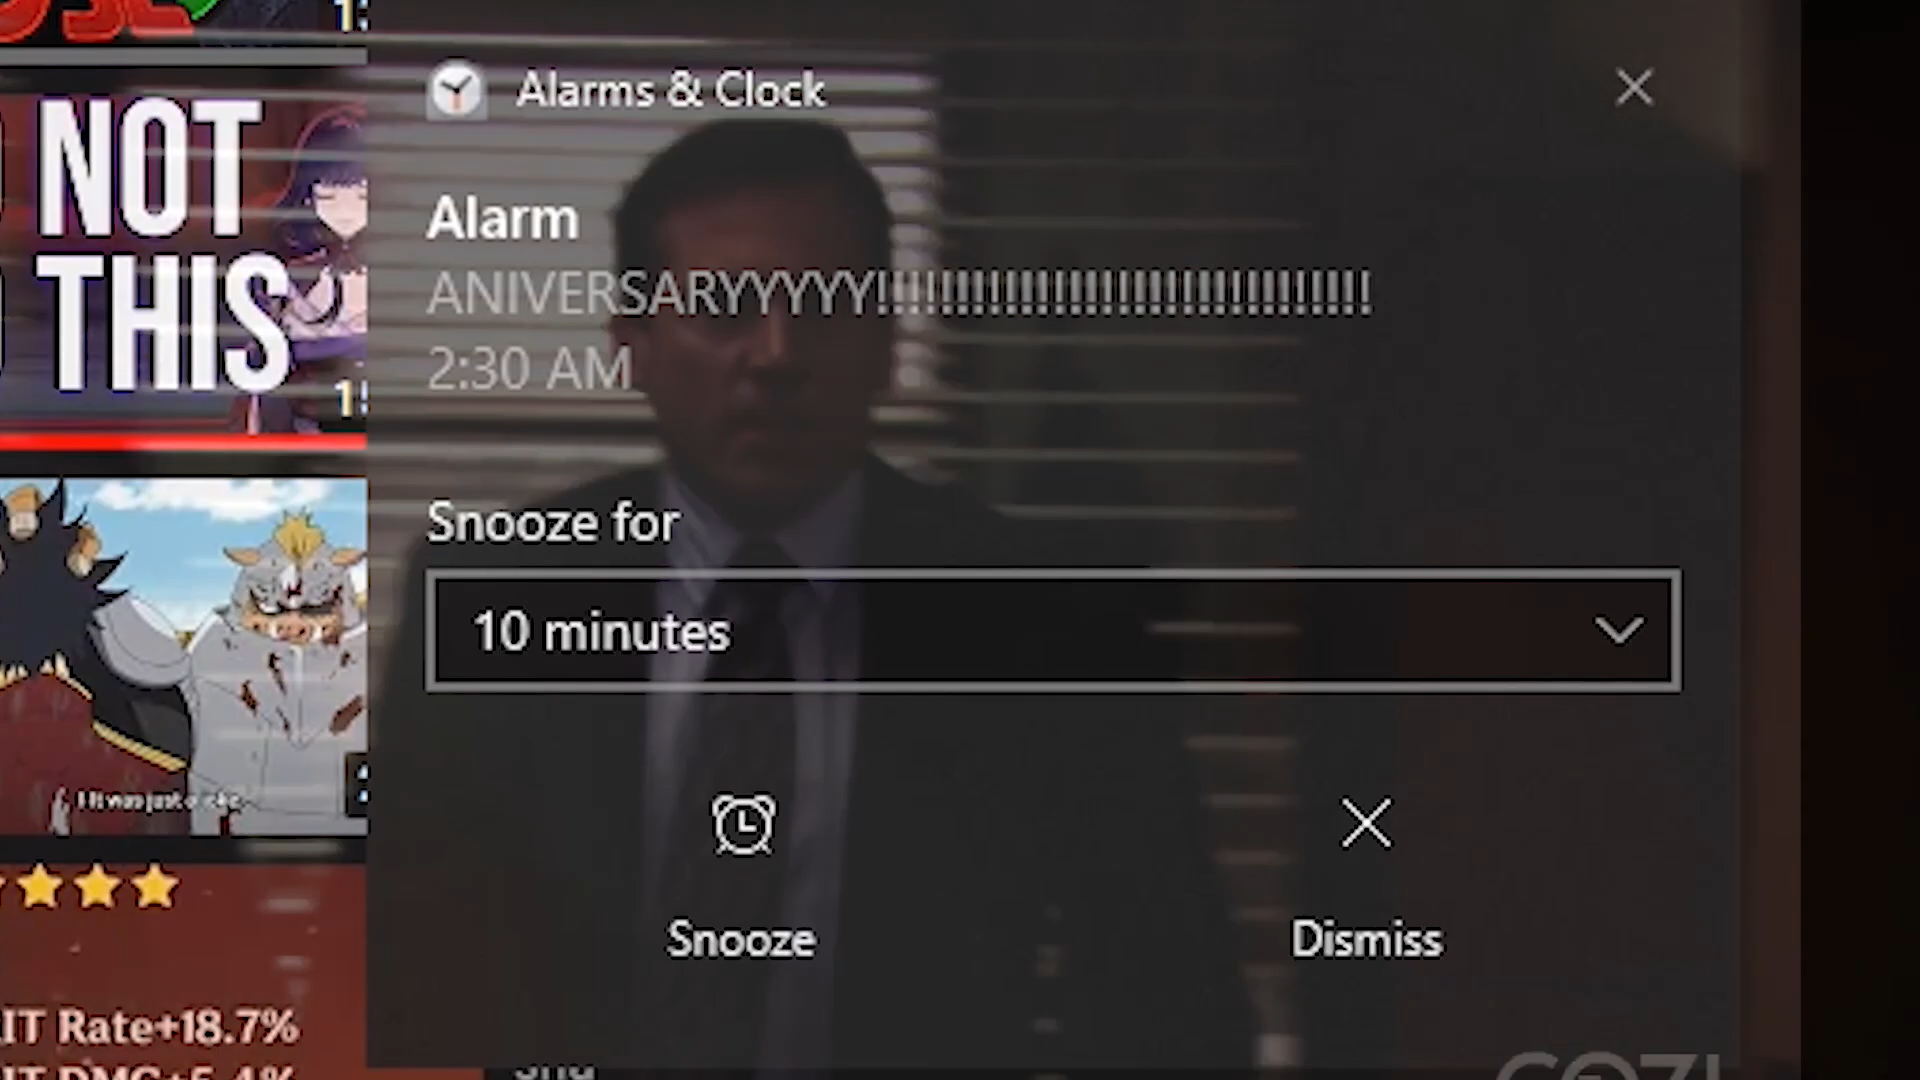 NOT
THIS
IT Rate+18.7%
Alarms & Clock
Alarm
ANIVERSARYYYYY!!!!!!!!!!!!!!!!!!!!!!!!!!!!!!!
2:30 AM
Snooze for
10 minutes
Snooze
Dismiss